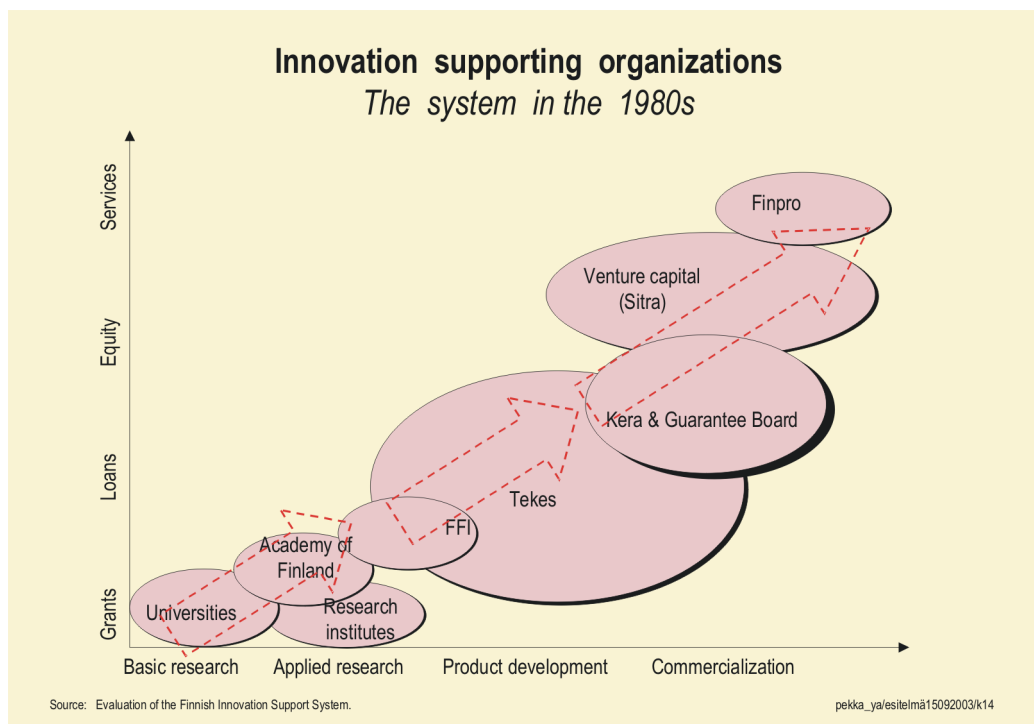 Innovation supporting organizations
The system in the 1980s
Services
Equity
Loans
Grants
Finpro
Venture capital
(Sitra)
Kera & Guarantee Board
Tekes
FFI
Academy of
Finland
Universities
Research
institutes
Basic research
Applied research
Product development
Commercialization
Source: Evaluation of the Finnish Innovation Support System.
pekka_ya/esitelmä15092003/k14